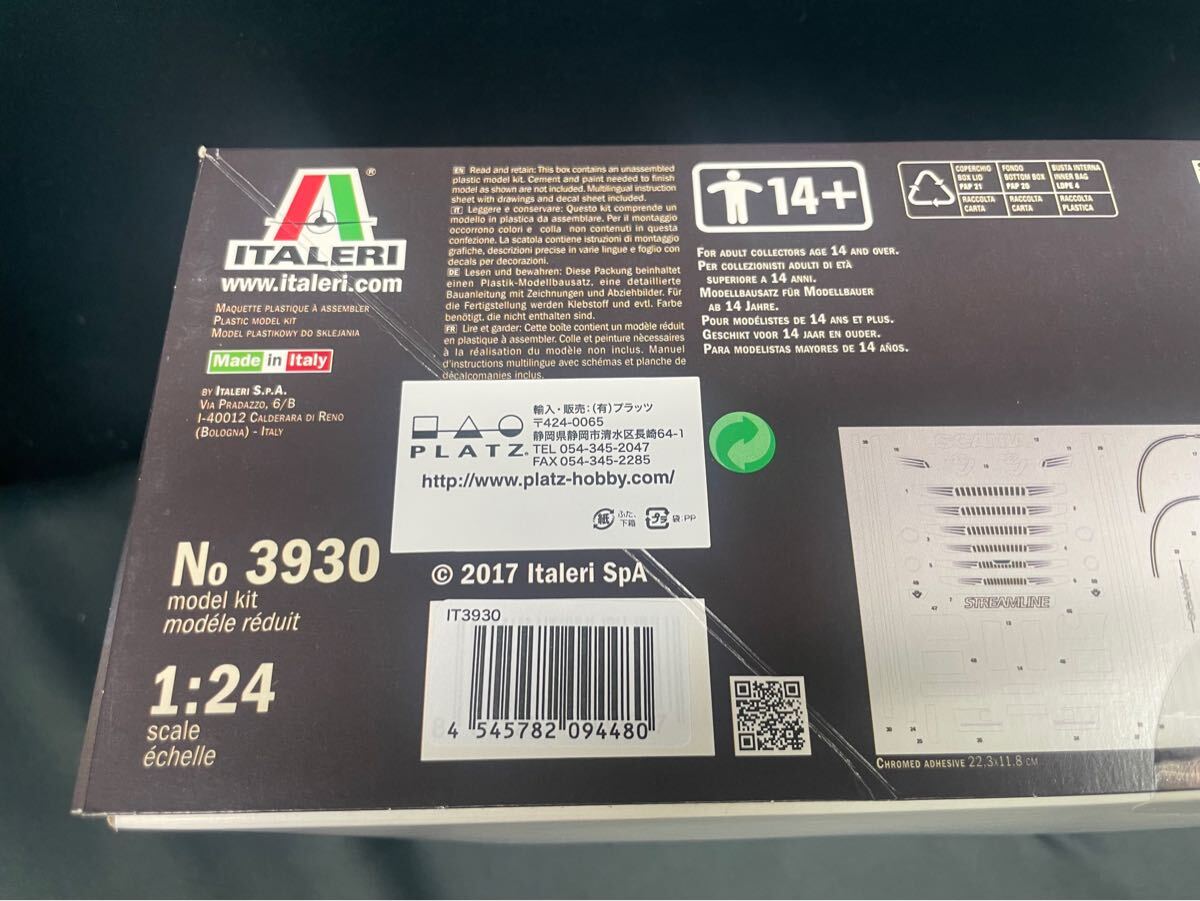 ITALERI
®
www.italeri.com
MAQUETTE PLASTIQUE À ASSEMBLER
PLASTIC MODEL KIT
MODEL PLASTIKOWY DO SKLEJANIA
Made in Italy
BY ITALERI S.P.A.
VIA PRADAZZO, 6/B
I-40012 CALDERARA DI RENO
(BOLOGNA) - ITALY
No 3930
model kit
modéle réduit
1:24
scale
échelle
EN Read and retain: This box contains an unassembled
plastic model kit. Cement and paint needed to finish
model as shown are not included. Multilingual instruction
sheet with drawings and decal sheet included.
IT Leggere e conservare: Questo kit comprende un
modello in plastica da assemblare. Per il montaggio
occorrono colori e colla non contenuti in questa
confezione. La scatola contiene istruzioni di montaggio
grafiche, descrizioni precise in varie lingue e foglio con
decals per decorazioni.
DE Lesen und bewahren: Diese Packung beinhaltet
einen Plastik-Modellbausatz, eine detaillierte
Bauanleitung mit Zeichnungen und Abziehbilder. Für
die Fertigstellung werden Klebstoff und evtl. Farbe
benötigt, die nicht enthalten sind.
FR Lire et garder: Cette boîte contient un modèle réduit
en plastique à assembler. Colle et peinture nècessaires
à la réalisation du modèle non inclus. Manuel
d'instructions multilingue avec schémas et planche de
décalcomanies inclus.
PLATZ®
輸入・販売:(有)プラッツ
〒424-0065
静岡県静岡市清水区長崎64-1
TEL 054-345-2047
FAX 054-345-2285
http://www.platz-hobby.com/
紙 ふた、
下箱
プラ 袋:PP
© 2017 Italeri SpA
IT3930
4 545782 094480
14+
FOR ADULT COLLECTORS AGE 14 AND OVER.
PER COLLEZIONISTI ADULTI DI ETÀ
SUPERIORE A 14 ANNI.
MODELLBAUSATZ FÜR MODELLBAUER
AB 14 JAHRE.
POUR MODÉLISTES DE 14 ANS ET PLUS.
GESCHIKT VOOR 14 JAAR EN OUDER.
PARA MODELISTAS MAYORES DE 14 AÑOS.
COPERCHIO
BOX LID
PAP 21
RACCOLTA
CARTA
FONDO
BOTTOM BOX
PAP 20
RACCOLTA
CARTA
BUSTA INTERNA
INNER BAG
LDPE 4
RACCOLTA
PLASTICA
STREAMLINE
CHROMED ADHESIVE 22.3X11.8 CM